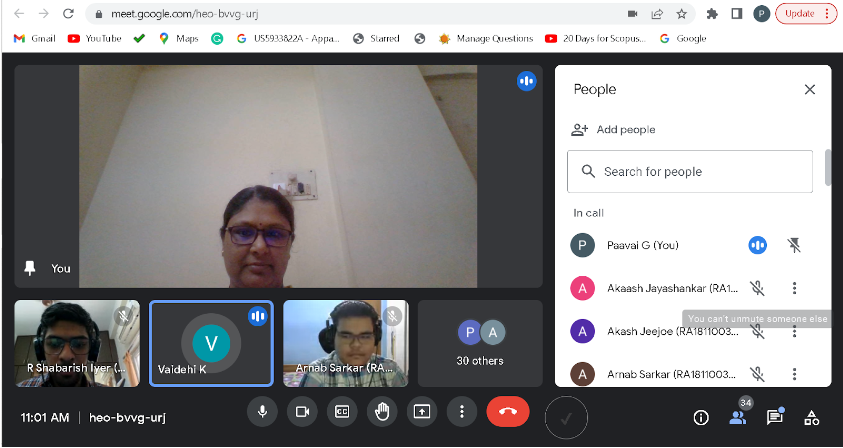 meet.google.com/heo-bvvg-urj
P
Update
Gmail YouTube Maps G G US5933822A - Appa... Starred Manage Questions 20 Days for Scopus... G Google
You
R Shabarish Iyer (...
V
Vaidehi K
Arnab Sarkar (RA...
P A
30 others
People
Add people
Search for people
In call
P Paavai G (You)
A Akaash Jayashankar (RA1...
You can't unmute someone else
A Akash Jeejoe (RA1811003...
A Arnab Sarkar (RA1811003...
11:01 AM | heo-bvvg-urj
CC
34